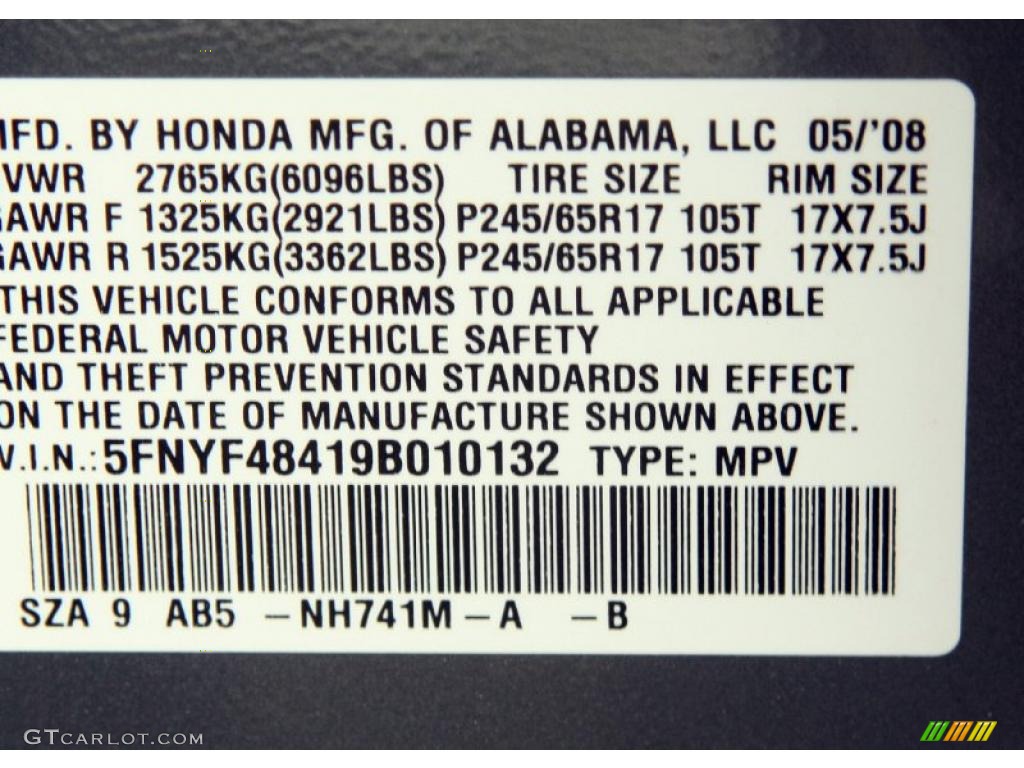 MFD. BY HONDA MFG. OF ALABAMA, LLC 05/'08
VWR 2765KG(6096LBS) TIRE SIZE RIM SIZE
GAWR F 1325KG(2921LBS) P245/65R17 105T 17X7.5J
GAWR R 1525KG(3362LBS) P245/65R17 105T 17X7.5J
THIS VEHICLE CONFORMS TO ALL APPLICABLE
FEDERAL MOTOR VEHICLE SAFETY
AND THEFT PREVENTION STANDARDS IN EFFECT
ON THE DATE OF MANUFACTURE SHOWN ABOVE.
V.I.N.: 5FNYF48419B010132 TYPE: MPV
SZA 9 AB5 - NH741M - A - B
GTCARLOT.COM